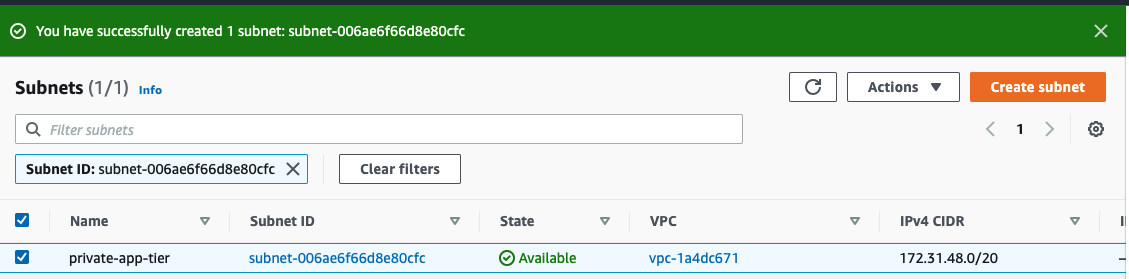 You have successfully created 1 subnet: subnet-006ae6f66d8e80cfc
Subnets (1/1) Info
Actions
Create subnet
Filter subnets
1
Subnet ID: subnet-006ae6f66d8e80cfc
Clear filters
Name Subnet ID State VPC IPv4 CIDR
private-app-tier subnet-006ae6f66d8e80cfc Available vpc-1a4dc671 172.31.48.0/20